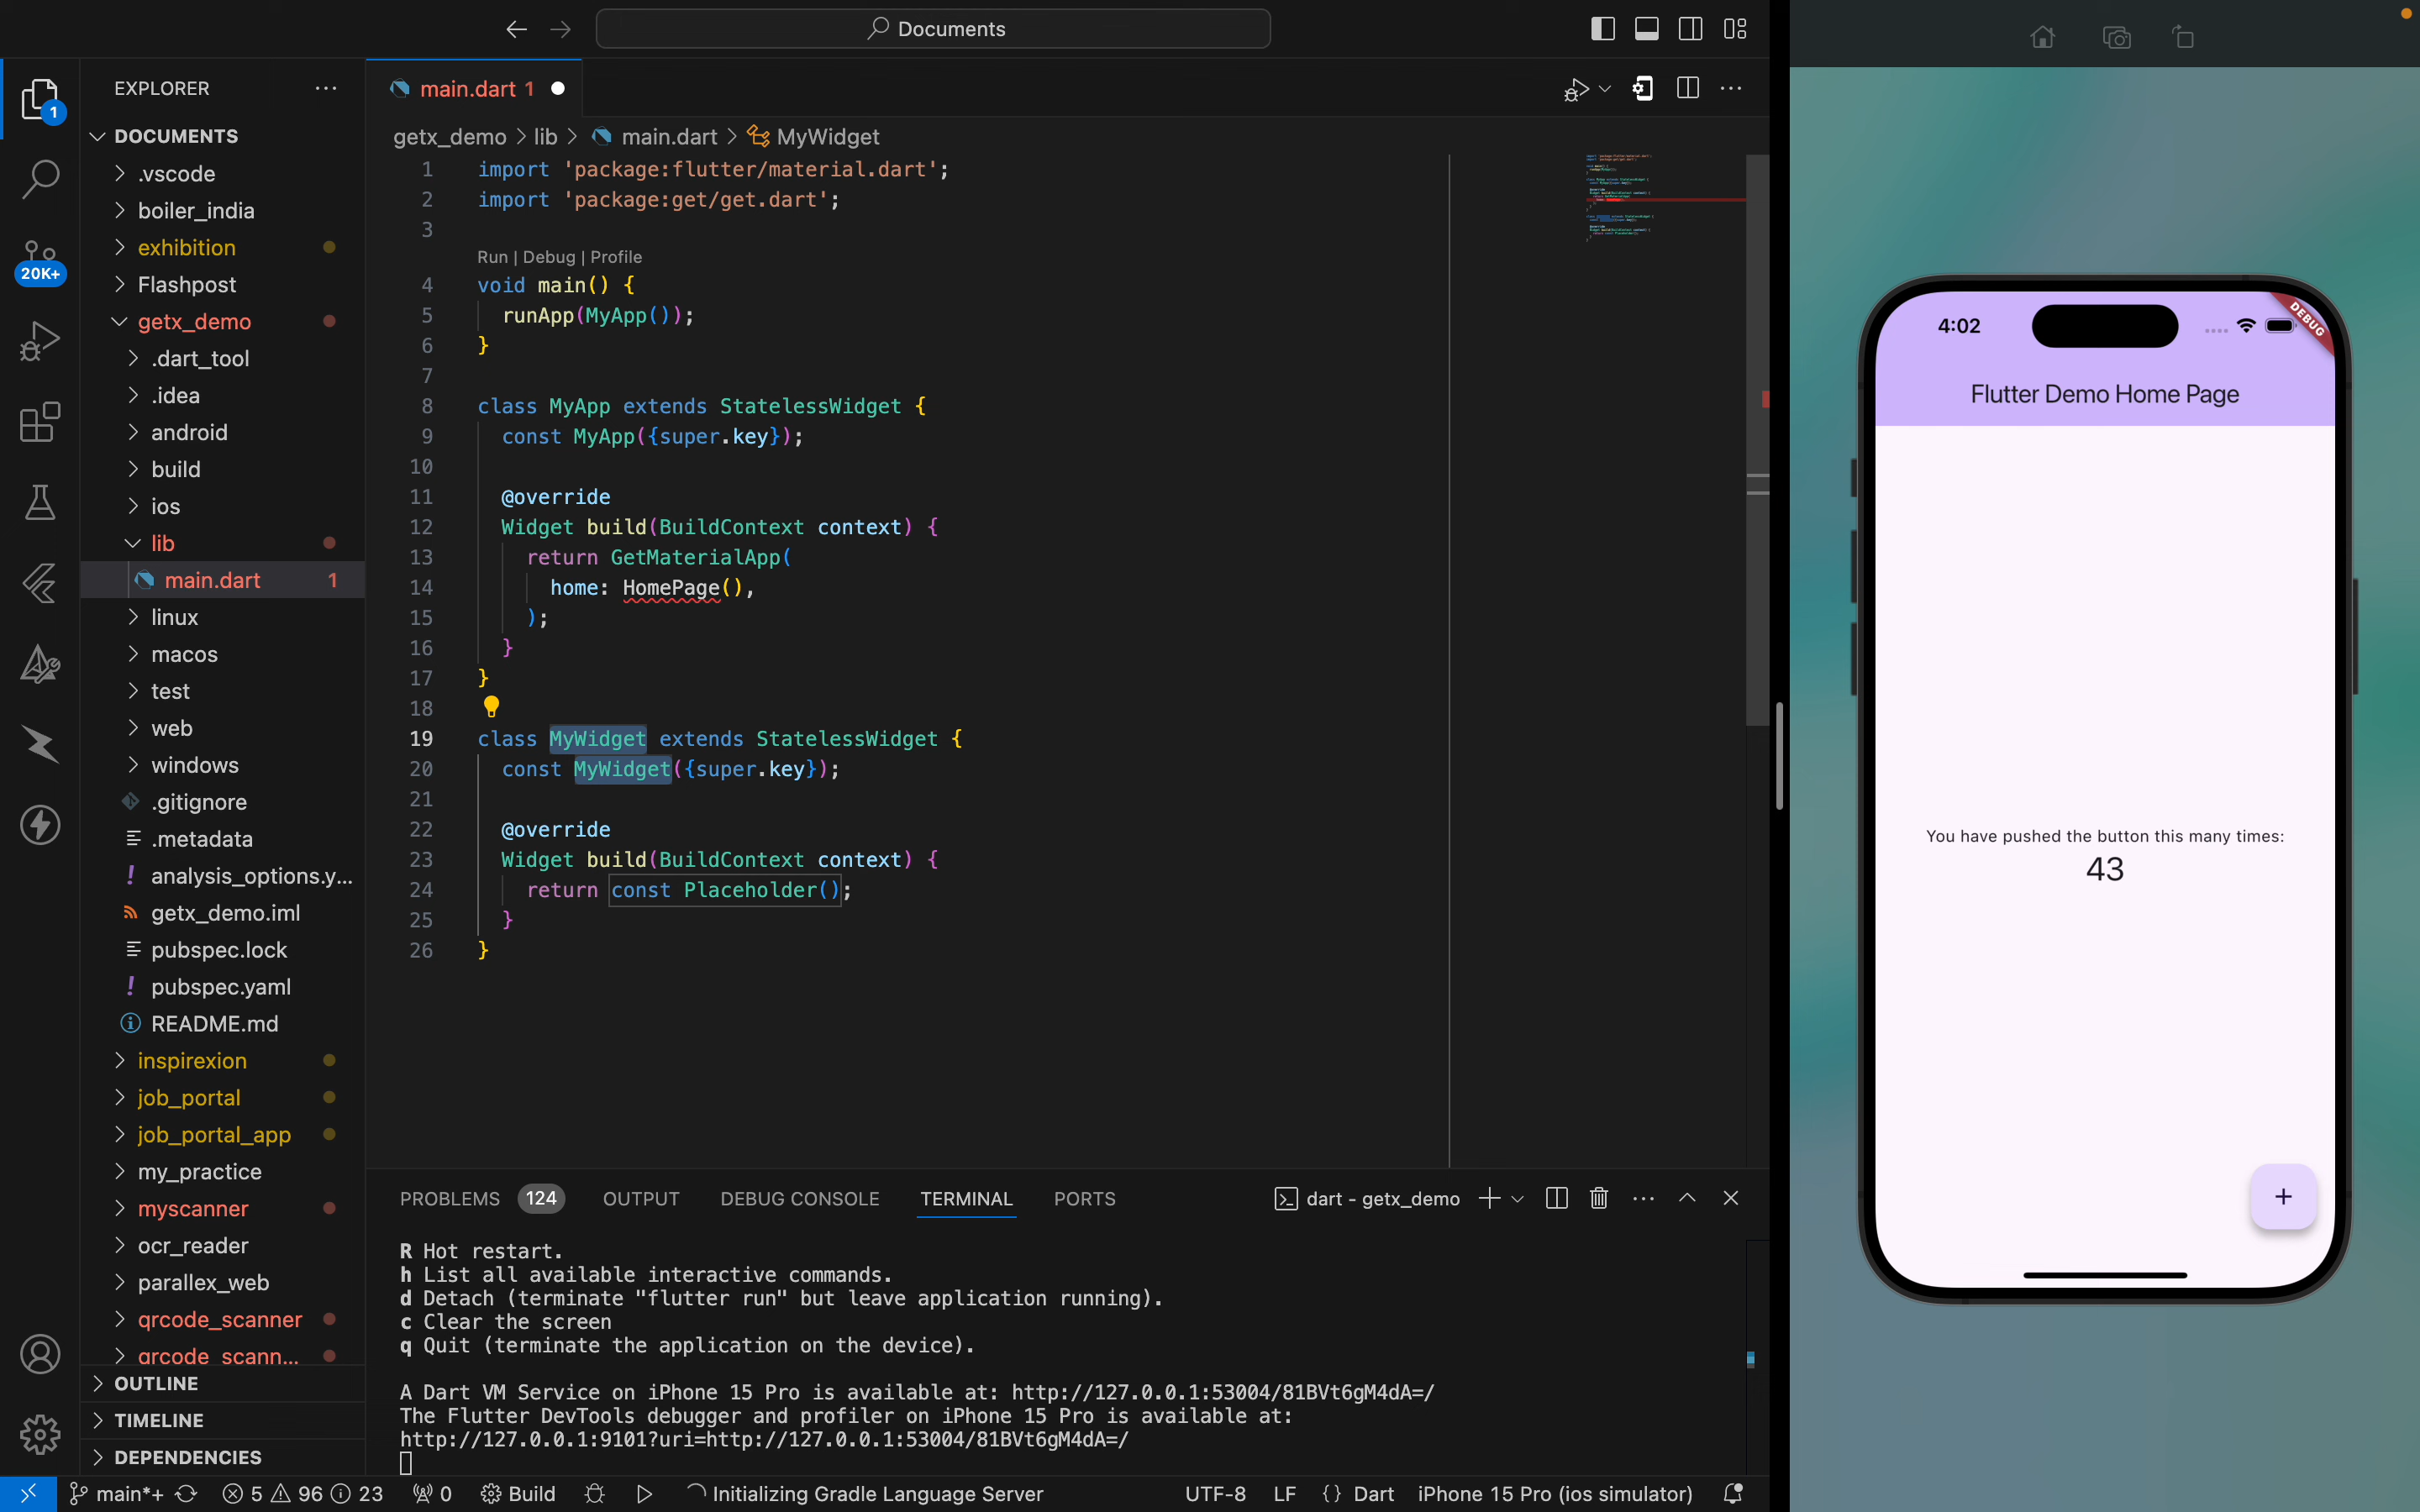 Documents
EXPLORER
main.dart 1
DOCUMENTS
getx_demo > lib > main.dart > MyWidget
1
20K+
.vscode
boiler_india
exhibition
Flashpost
getx_demo
.dart_tool
.idea
android
build
ios
lib
main.dart 1
linux
macos
test
web
windows
.gitignore
.metadata
analysis_options.y...
getx_demo.iml
pubspec.lock
pubspec.yaml
README.md
inspirexion
job_portal
job_portal_app
my_practice
myscanner
ocr_reader
parallex_web
qrcode_scanner
qrcode_scann...
OUTLINE
TIMELINE
DEPENDENCIES
1 import 'package:flutter/material.dart';
2 import 'package:get/get.dart';
3
Run | Debug | Profile
4 void main() {
5 runApp(MyApp());
6 }
7
8 class MyApp extends StatelessWidget {
9 const MyApp({super.key});
10
11 @override
12 Widget build(BuildContext context) {
13 return GetMaterialApp(
14 home: HomePage(),
15 );
16 }
17 }
18
19 class MyWidget extends StatelessWidget {
20 const MyWidget({super.key});
21
22 @override
23 Widget build(BuildContext context) {
24 return const Placeholder();
25 }
26 }
PROBLEMS 124 OUTPUT DEBUG CONSOLE TERMINAL PORTS dart - getx_demo
R Hot restart.
h List all available interactive commands.
d Detach (terminate "flutter run" but leave application running).
c Clear the screen
q Quit (terminate the application on the device).
A Dart VM Service on iPhone 15 Pro is available at: http://127.0.0.1:53004/81BVt6gM4dA=/
The Flutter DevTools debugger and profiler on iPhone 15 Pro is available at:
http://127.0.0.1:9101?uri=http://127.0.0.1:53004/81BVt6gM4dA=/
main*+ 5 96 23 0 Build Initializing Gradle Language Server UTF-8 LF {} Dart iPhone 15 Pro (ios simulator)
4:02
DEBUG
Flutter Demo Home Page
You have pushed the button this many times:
43
+